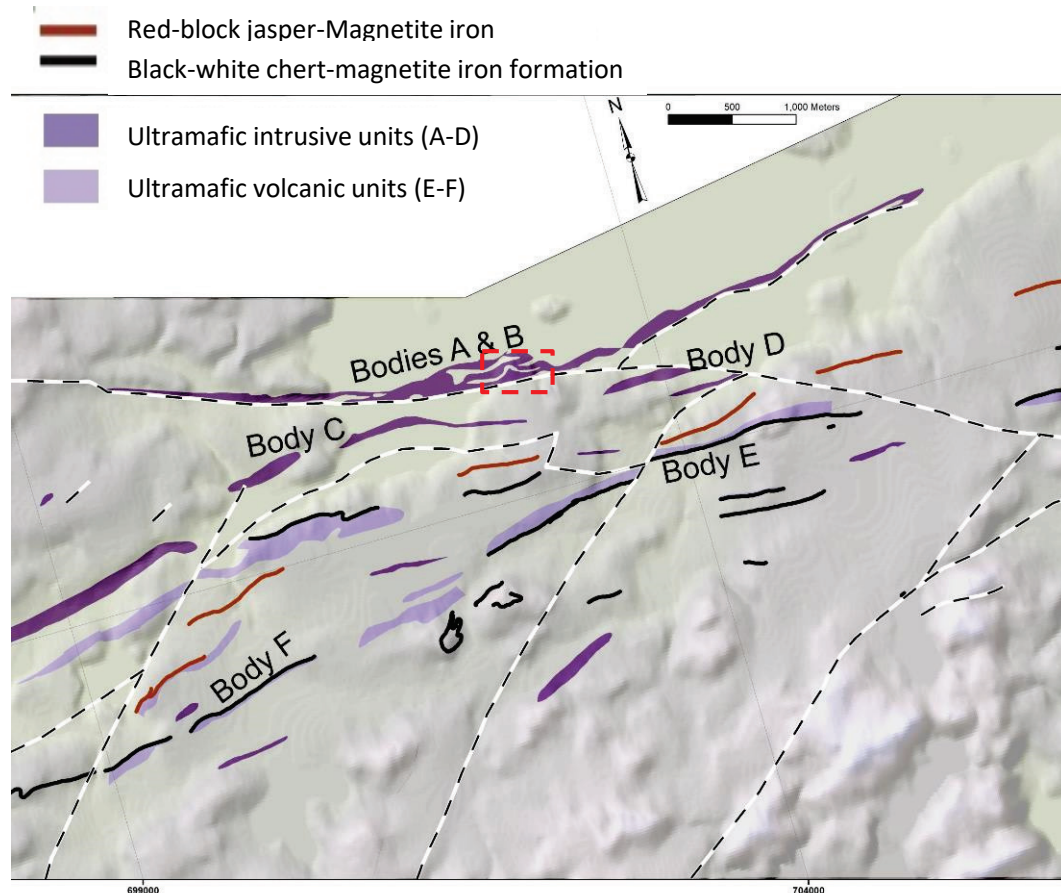 Red-block jasper-Magnetite iron
Black-white chert-magnetite iron formation
Ultramafic intrusive units (A-D)
Ultramafic volcanic units (E-F)
0 500 1,000 Meters
N
Bodies A & B
Body D
Body C
Body E
Body F
699000 704000